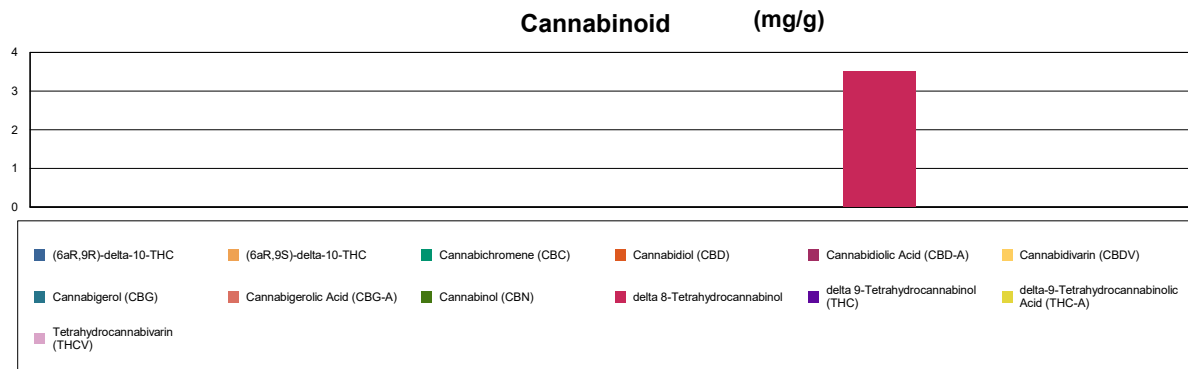 Cannabinoid (mg/g)
4
3
2
1
0
(6aR,9R)-delta-10-THC
(6aR,9S)-delta-10-THC
Cannabichromene (CBC)
Cannabidiol (CBD)
Cannabidiolic Acid (CBD-A)
Cannabidivarin (CBDV)
Cannabigerol (CBG)
Cannabigerolic Acid (CBG-A)
Cannabinol (CBN)
delta 8-Tetrahydrocannabinol
delta 9-Tetrahydrocannabinol
(THC)
delta-9-Tetrahydrocannabinolic
Acid (THC-A)
Tetrahydrocannabivarin
(THCV)